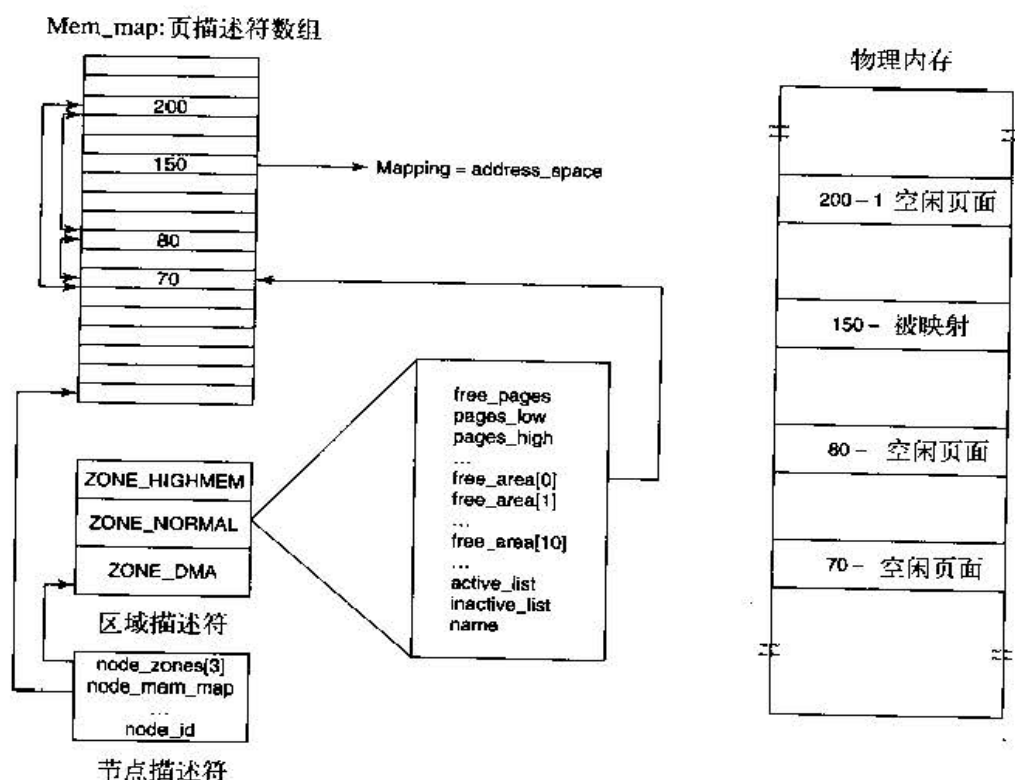 Mem_map:页描述符数组
200
150
80
70
Mapping = address_space
free_pages
pages_low
pages_high
...
free_area[0]
free_area[1]
...
free_area[10]
...
active_list
inactive_list
name
ZONE_HIGHMEM
ZONE_NORMAL
ZONE_DMA
区域描述符
node_zones[3]
node_mem_map
...
node_id
节点描述符
物理内存
200-1 空闲页面
150- 被映射
80- 空闲页面
70- 空闲页面